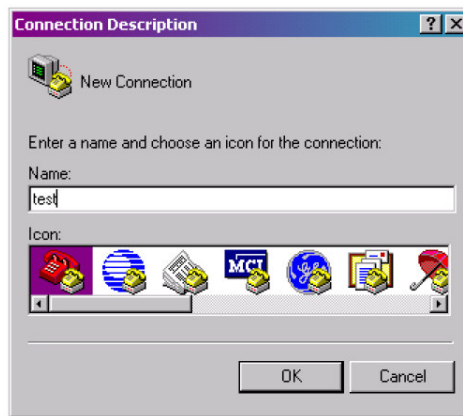 Connection Description
New Connection
Enter a name and choose an icon for the connection:
Name:
test
Icon:
MCI
OK
Cancel